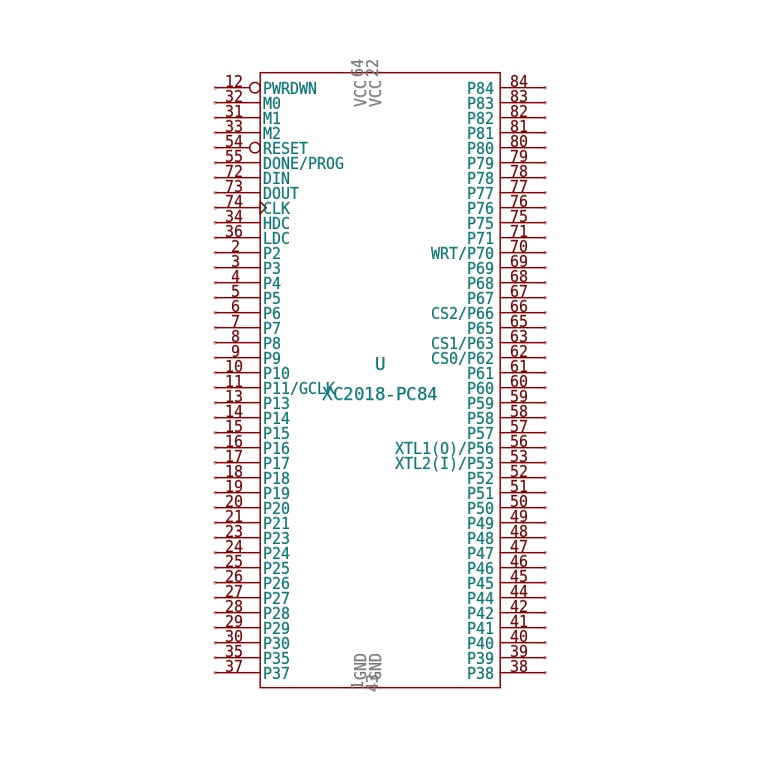 64 22
VCC VCC
12 PWRDWN P84 84
32 M0 P83 83
31 M1 P82 82
33 M2 P81 81
54 RESET P80 80
55 DONE/PROG P79 79
72 DIN P78 78
73 DOUT P77 77
74 CLK P76 76
34 HDC P75 75
36 LDC P71 71
2 P2 WRT/P70 70
3 P3 P69 69
4 P4 P68 68
5 P5 P67 67
6 P6 CS2/P66 66
7 P7 P65 65
8 P8 CS1/P63 63
9 P9 CS0/P62 62
U
10 P10 P61 61
11 P11/GCLK P60 60
XC2018-PC84
13 P13 P59 59
14 P14 P58 58
15 P15 P57 57
16 P16 XTL1(O)/P56 56
17 P17 XTL2(I)/P53 53
18 P18 P52 52
19 P19 P51 51
20 P20 P50 50
21 P21 P49 49
23 P23 P48 48
24 P24 P47 47
25 P25 P46 46
26 P26 P45 45
27 P27 P44 44
28 P28 P42 42
29 P29 P41 41
30 P30 P40 40
35 P35 P39 39
37 P37 P38 38
GND GND
1 43